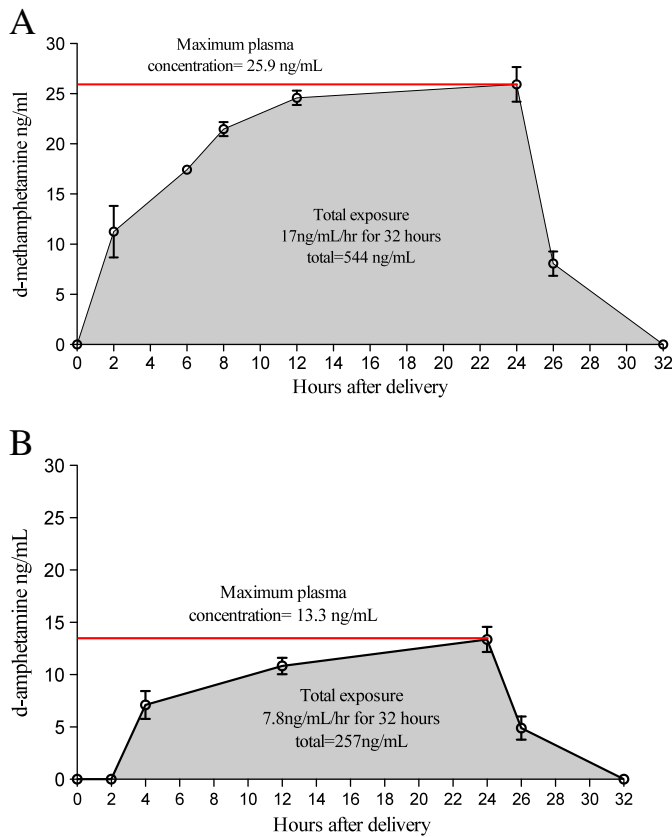 A
30
25
20
15
10
5
0
d-methamphetamine ng/ml
Maximum plasma
concentration= 25.9 ng/mL
Total exposure
17ng/mL/hr for 32 hours
total=544 ng/mL
0 2 4 6 8 10 12 14 16 18 20 22 24 26 28 30 32
Hours after delivery
B
30
25
20
15
10
5
0
d-amphetamine ng/mL
Maximum plasma
concentration= 13.3 ng/mL
Total exposure
7.8ng/mL/hr for 32 hours
total=257ng/mL
0 2 4 6 8 10 12 14 16 18 20 22 24 26 28 30 32
Hours after delivery